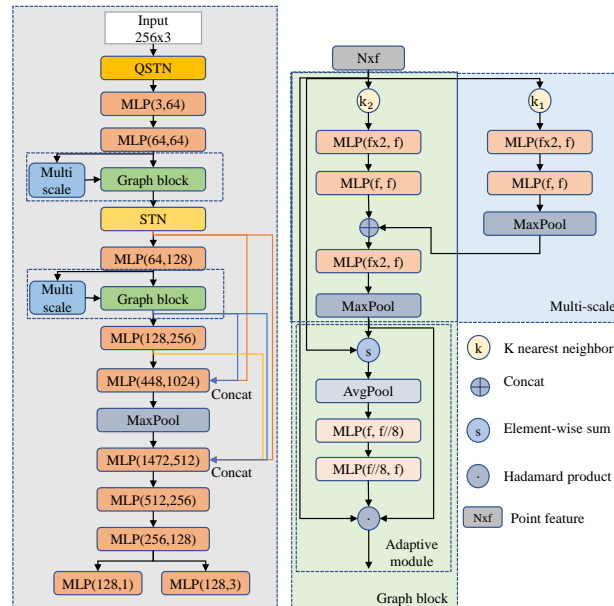 Input
256x3
QSTN
MLP(3,64)
MLP(64,64)
Multi
scale
Graph block
STN
MLP(64,128)
Multi
scale
Graph block
MLP(128,256)
MLP(448,1024)
Concat
MaxPool
MLP(1472,512)
Concat
MLP(512,256)
MLP(256,128)
MLP(128,1)
MLP(128,3)
Nxf
k₂
k₁
MLP(fx2, f)
MLP(fx2, f)
MLP(f, f)
MLP(f, f)
MaxPool
MLP(fx2, f)
MaxPool
Multi-scale
s
AvgPool
MLP(f, f//8)
MLP(f//8, f)
·
Adaptive
module
Graph block
k
K nearest neighbor
Concat
s
Element-wise sum
·
Hadamard product
Nxf
Point feature